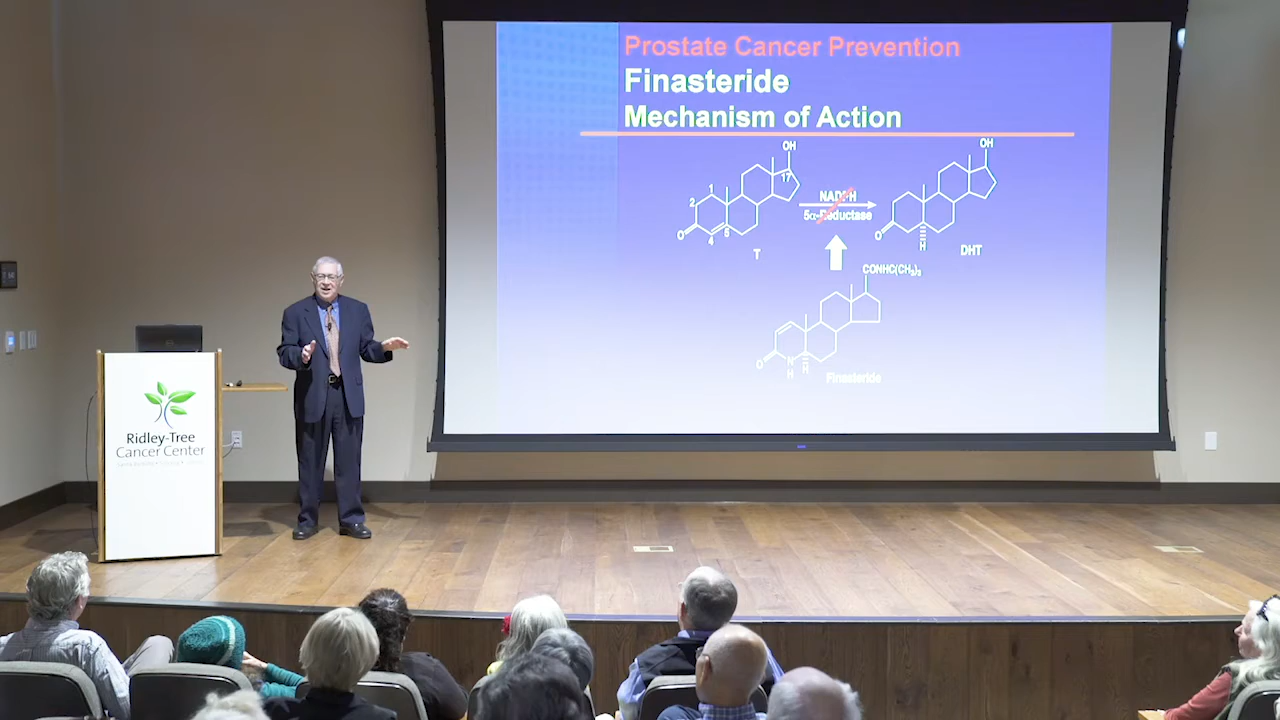 Prostate Cancer Prevention
Finasteride
Mechanism of Action
OH
OH
17
1
2
NADPH
5α-Reductase
O
4
5
O
H
T
DHT
CONHC(CH3)3
O
N
H
H
Finasteride
Ridley-Tree
Cancer Center